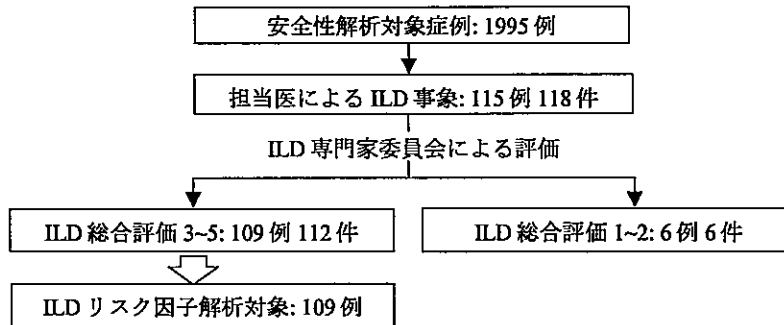 安全性解析対象症例: 1995 例
担当医による ILD 事象: 115 例 118 件
ILD 専門家委員会による評価
ILD 総合評価 3~5: 109 例 112 件
ILD 総合評価 1~2: 6 例 6 件
ILD リスク因子解析対象: 109 例